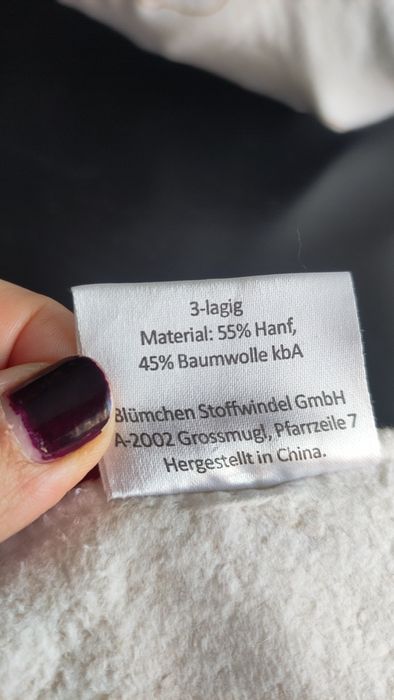 3-lagig
Material: 55% Hanf,
45% Baumwolle kbA
Blümchen Stoffwindel GmbH
A-2002 Grossmugl, Pfarrzeile 7
Hergestellt in China.